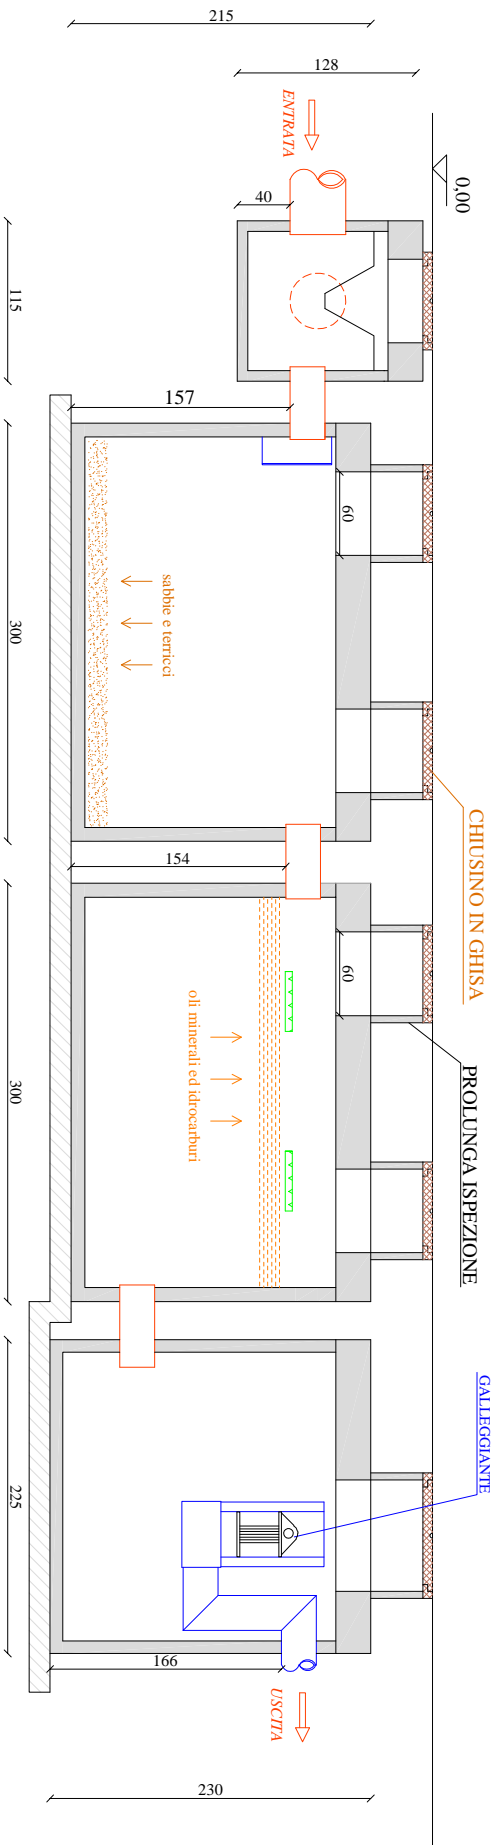 215
128
ENTRATA
0,00
40
115
157
60
sabbie e terricci
300
CHIUSINO IN GHISA
154
60
oli minerali ed idrocarburi
300
PROLUNGA ISPEZIONE
GALLEGGIANTE
225
166
USCITA
230